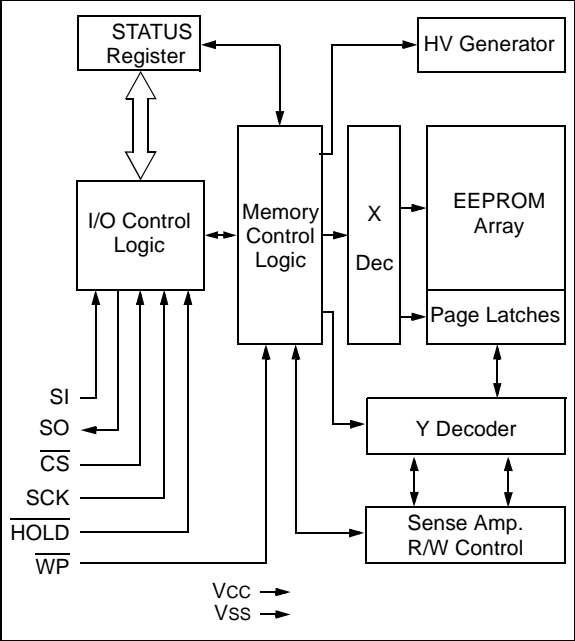 STATUS
Register
HV Generator
I/O Control
Logic
Memory
Control
Logic
X
Dec
EEPROM
Array
Page Latches
SI
SO
CS
SCK
HOLD
WP
Y Decoder
Sense Amp.
R/W Control
VCC
VSS